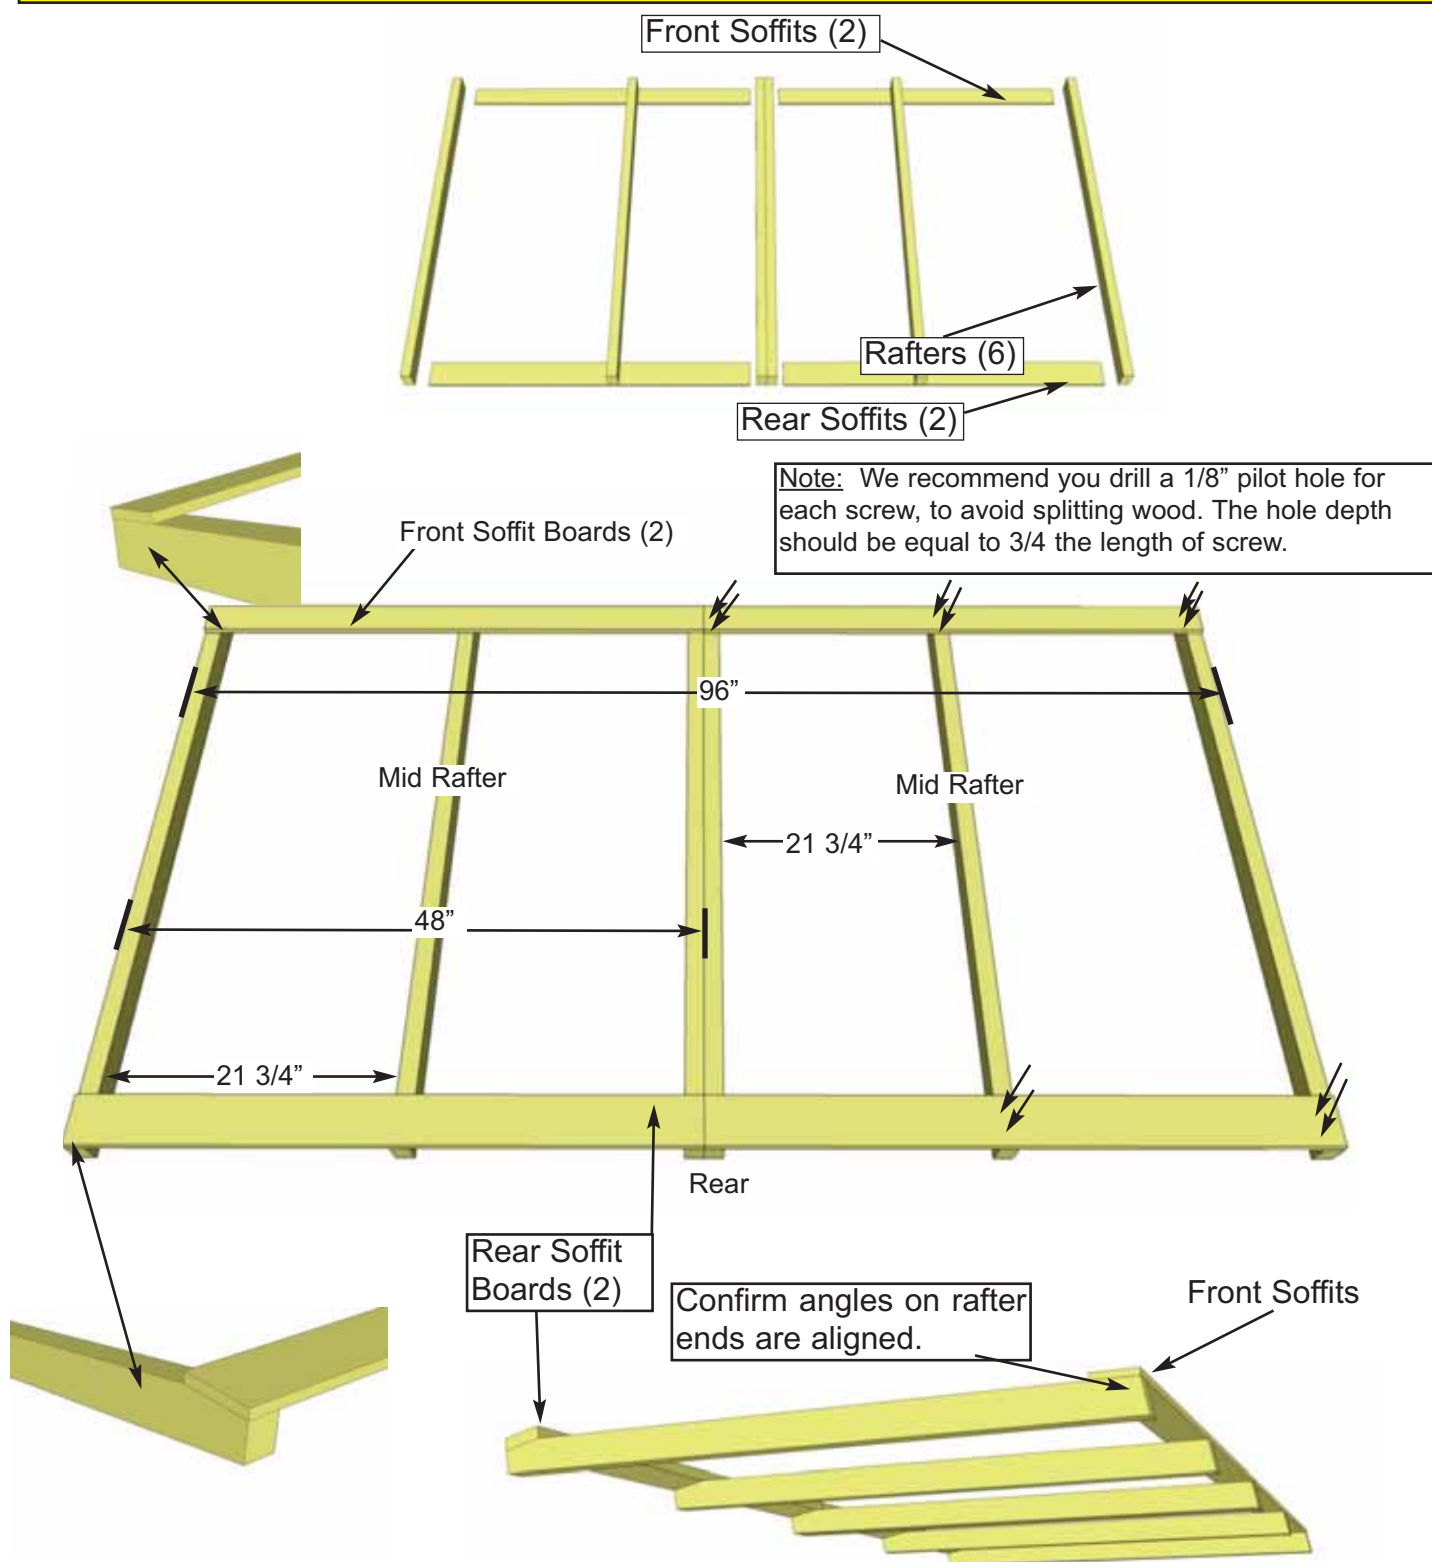 Front Soffits (2)
Rafters (6)
Rear Soffits (2)
Note: We recommend you drill a 1/8” pilot hole for
each screw, to avoid splitting wood. The hole depth
should be equal to 3/4 the length of screw.
Front Soffit Boards (2)
96”
Mid Rafter
Mid Rafter
21 3/4”
48”
21 3/4”
Rear
Rear Soffit
Boards (2)
Confirm angles on rafter
ends are aligned.
Front Soffits